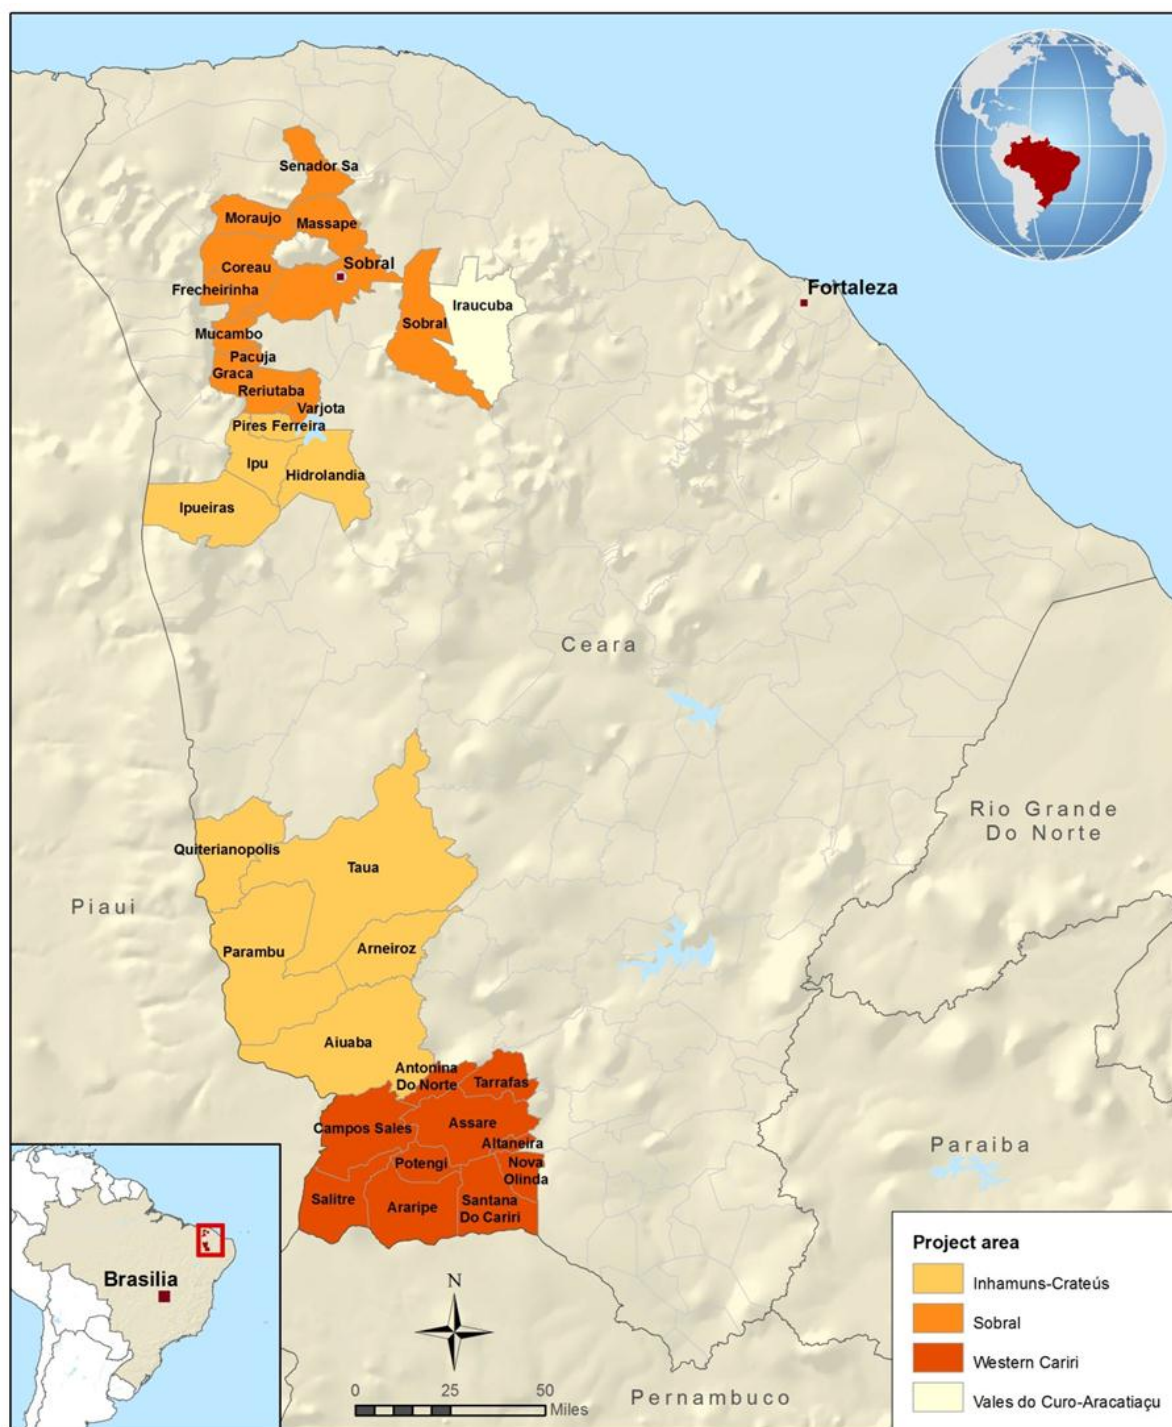 Senador Sa
Moraujo
Massape
Coreau
Sobral
Frecheirinha
Fortaleza
Iraucuba
Sobral
Mucambo
Pacuja
Graca
Reriutaba
Varjota
Pires Ferreira
Ipu
Hidrolandia
Ipueiras
Ceara
Rio Grande
Do Norte
Quiterianopolis
Taua
Piaui
Parambu
Arneiroz
Aiuaba
Antonina
Do Norte
Tarrafas
Campos Sales
Assare
Altaneira
Paraiba
Potengi
Nova
Olinda
Salitre
Araripe
Santana
Do Cariri
Brasilia
N
0 25 50
Miles
Pernambuco
Project area
Inhamuns-Crateús
Sobral
Western Cariri
Vales do Curo-Aracatiaçu